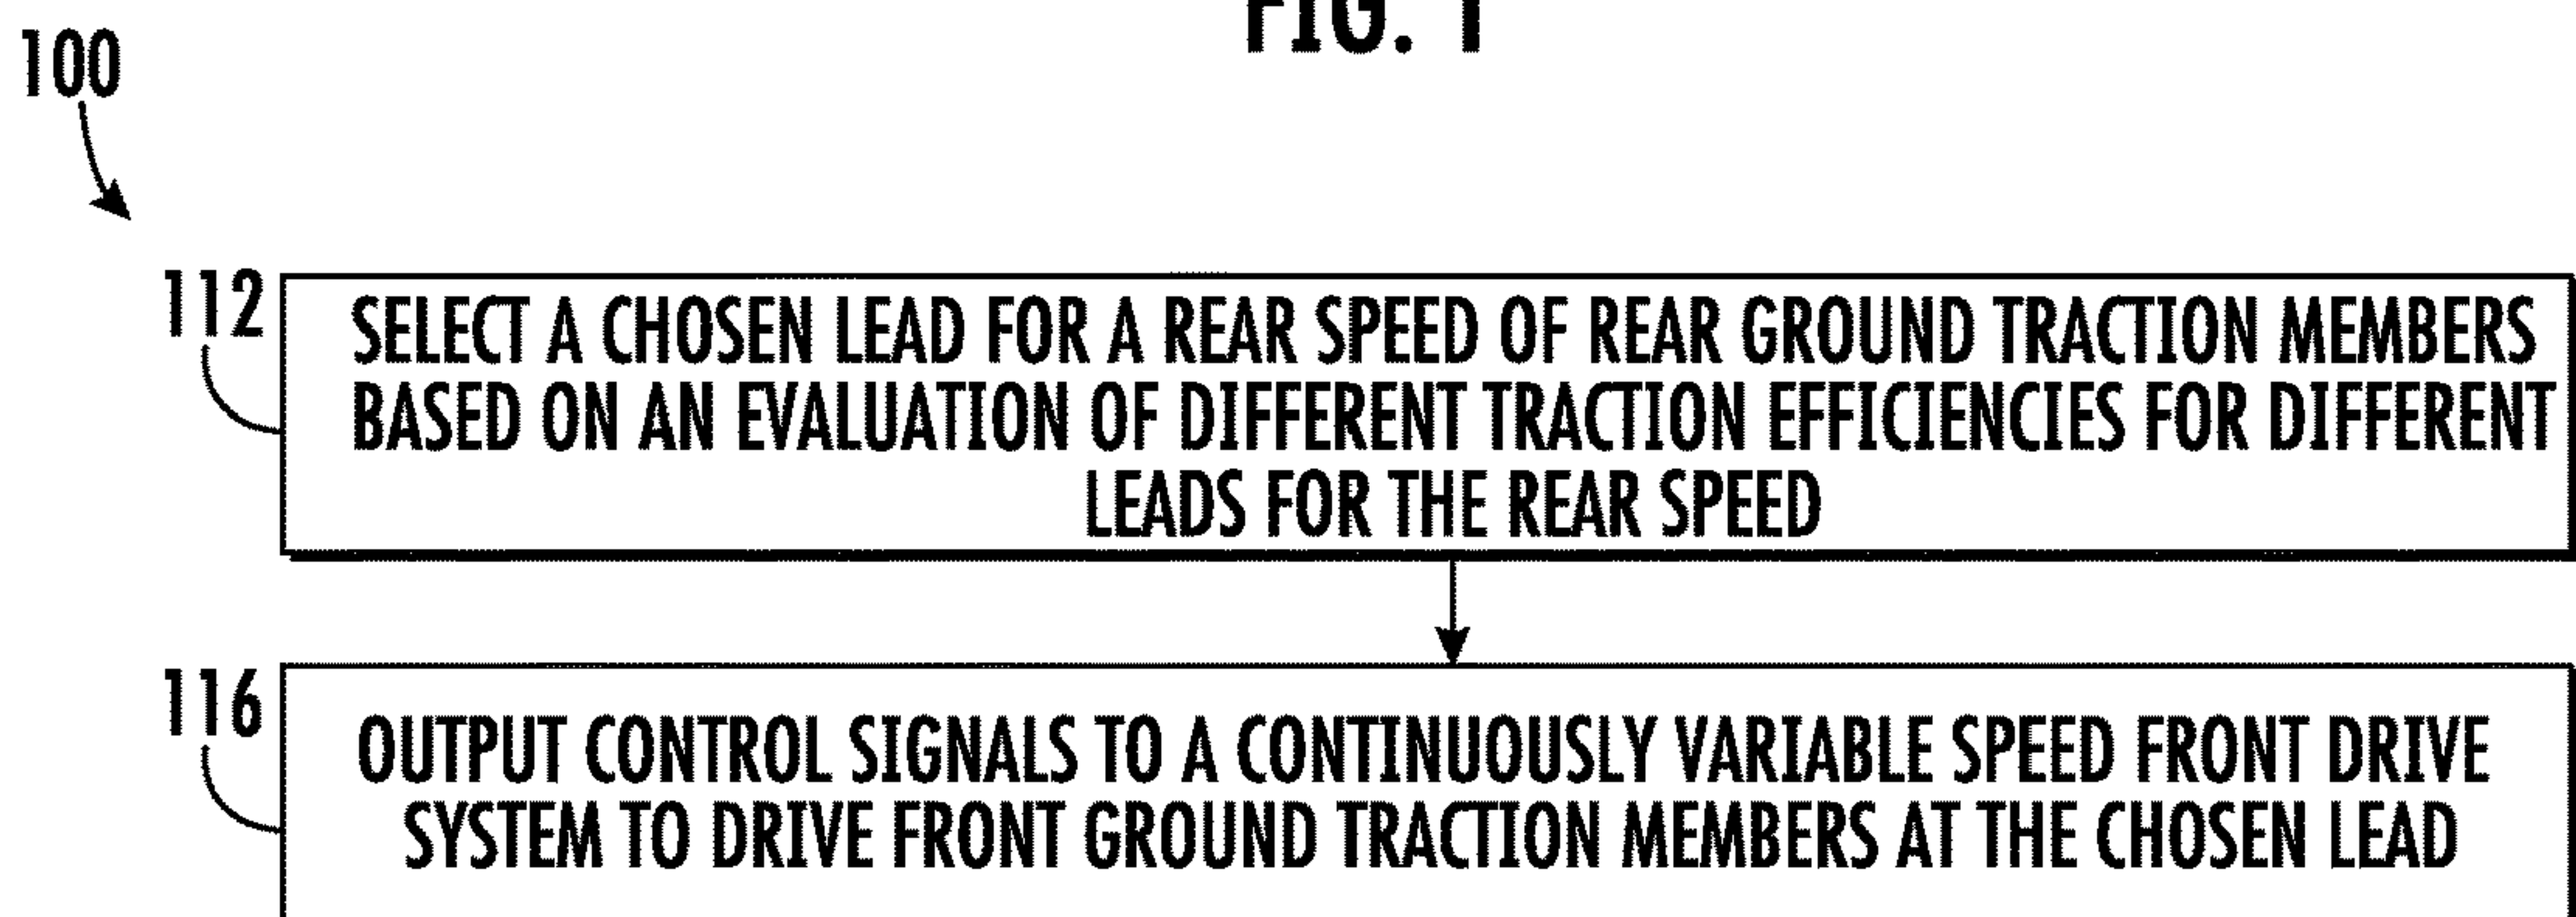 FIG. 1
100
112
SELECT A CHOSEN LEAD FOR A REAR SPEED OF REAR GROUND TRACTION MEMBERS
BASED ON AN EVALUATION OF DIFFERENT TRACTION EFFICIENCIES FOR DIFFERENT
LEADS FOR THE REAR SPEED
116
OUTPUT CONTROL SIGNALS TO A CONTINUOUSLY VARIABLE SPEED FRONT DRIVE
SYSTEM TO DRIVE FRONT GROUND TRACTION MEMBERS AT THE CHOSEN LEAD